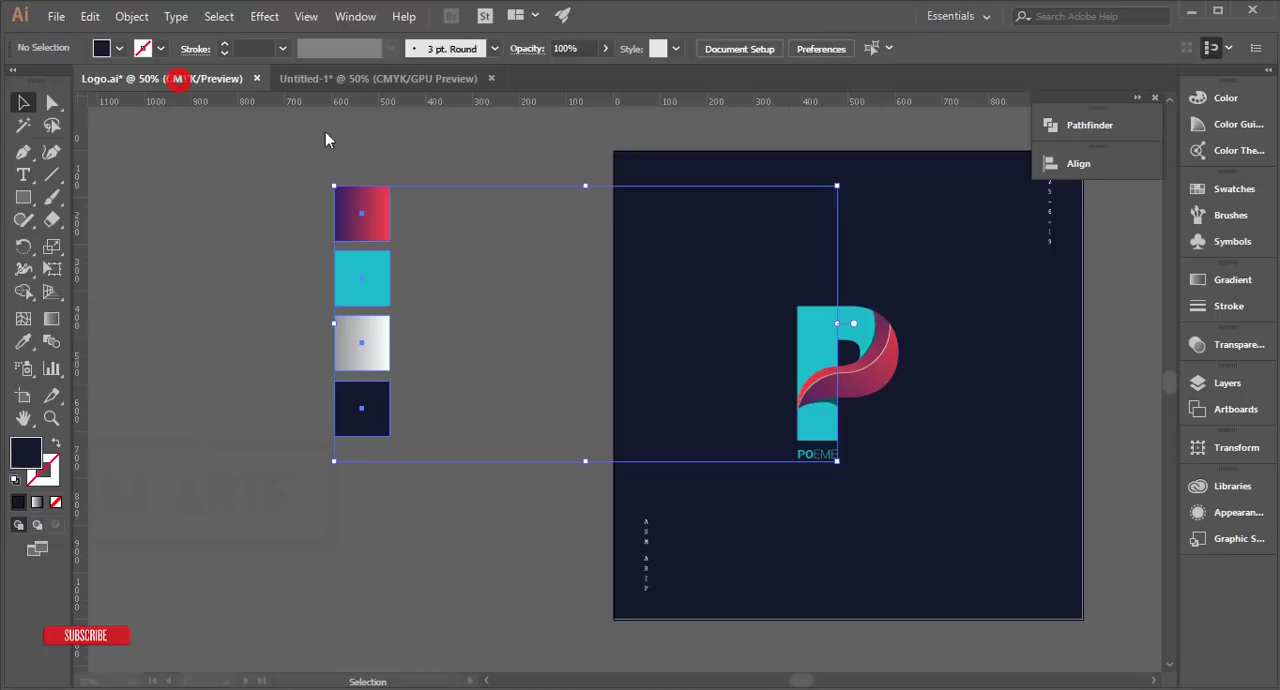 Ai File Edit Object Type Select Effect View Window Help Br St Essentials Search Adobe Help
No Selection Stroke: 3 pt. Round Opacity: 100% Style: Document Setup Preferences
Logo.ai* @ 50% (CMYK/Preview) Untitled-1* @ 50% (CMYK/GPU Preview)
1100 1000 900 800 700 600 500 400 300 200 100 0 100 200 300 400 500 600 700 800
Pathfinder
Align
Color
Color Gui...
Color The...
Swatches
Brushes
Symbols
Gradient
Stroke
Transpare...
Layers
Artboards
Transform
Libraries
Appearan...
Graphic S...
POEME
ASM ARIF
SUBSCRIBE
Selection